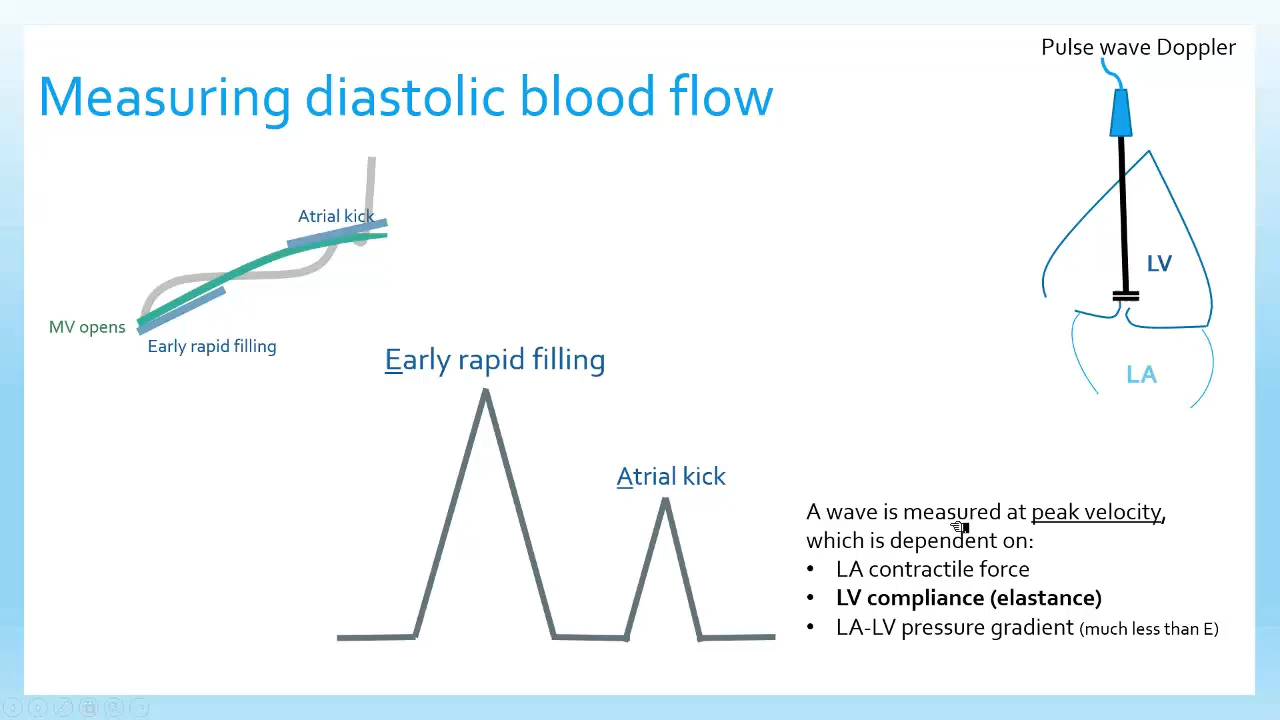 Pulse wave Doppler
Measuring diastolic blood flow
Atrial kick
LV
MV opens
Early rapid filling
Early rapid filling
LA
Atrial kick
A wave is measured at peak velocity,
which is dependent on:
• LA contractile force
• LV compliance (elastance)
• LA-LV pressure gradient (much less than E)